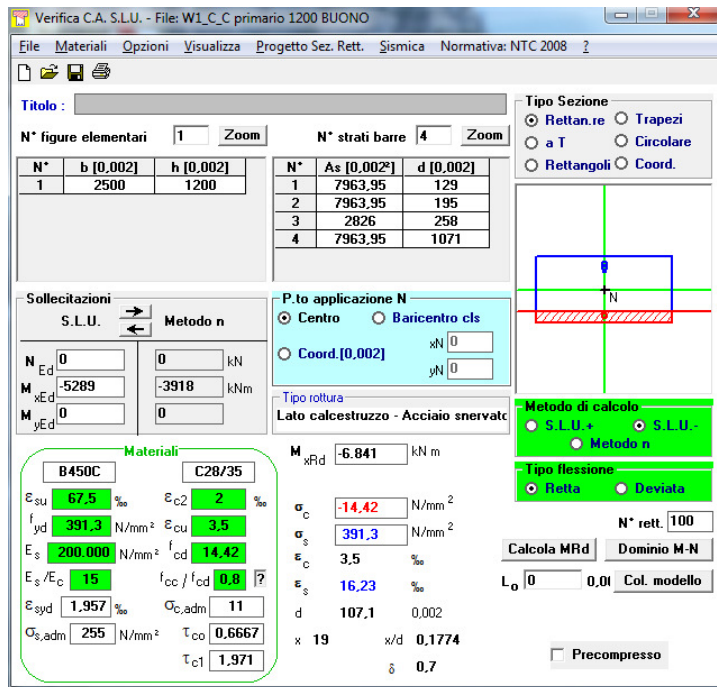 Verifica C.A. S.L.U. - File: W1_C_C primario 1200 BUONO
File Materiali Opzioni Visualizza Progetto Sez. Rett. Sismica Normativa: NTC 2008 ?
Titolo :
N° figure elementari 1 Zoom
N° b [0,002] h [0,002]
1 2500 1200
N° strati barre 4 Zoom
N° As [0,002²] d [0,002]
1 7963,95 129
2 7963,95 195
3 2826 258
4 7963,95 1071
Tipo Sezione
Rettan.re Trapezi
a T Circolare
Rettangoli Coord.
N
Sollecitazioni
S.L.U. Metodo n
N Ed 0 0 kN
M xEd -5289 -3918 kNm
M yEd 0 0
P.to applicazione N
Centro Baricentro cls
Coord.[0,002] xN 0
yN 0
Tipo rottura
Lato calcestruzzo - Acciaio snervato
Metodo di calcolo
S.L.U.+ S.L.U.-
Metodo n
Tipo flessione
Retta Deviata
Materiali
B450C C28/35
εsu 67,5 ‰ εc2 2 ‰
fyd 391,3 N/mm² εcu 3,5
Es 200.000 N/mm² fcd 14,42
Es/Ec 15 fcc / fcd 0,8 ?
εsyd 1,957 ‰ σc,adm 11
σs,adm 255 N/mm² τco 0,6667
τc1 1,971
M xRd -6.841 kN m
σc -14,42 N/mm²
σs 391,3 N/mm²
εc 3,5 ‰
εs 16,23 ‰
d 107,1 0,002
x 19 x/d 0,1774
δ 0,7
N° rett. 100
Calcola MRd Dominio M-N
Lo 0 0,00 Col. modello
Precompresso